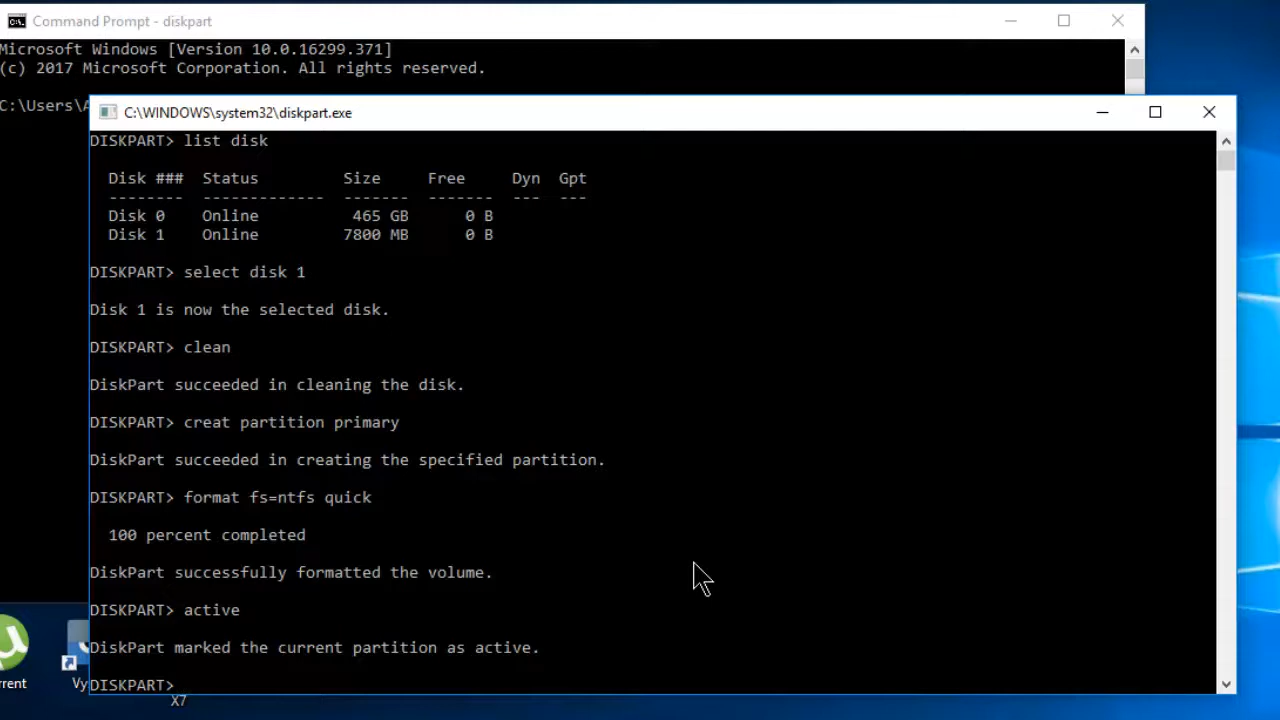 Command Prompt - diskpart
Microsoft Windows [Version 10.0.16299.371]
(c) 2017 Microsoft Corporation. All rights reserved.
C:\Users\
C:\WINDOWS\system32\diskpart.exe
DISKPART> list disk
Disk ### Status Size Free Dyn Gpt
-------- ------------- ------- ------- --- ---
Disk 0 Online 465 GB 0 B
Disk 1 Online 7800 MB 0 B
DISKPART> select disk 1
Disk 1 is now the selected disk.
DISKPART> clean
DiskPart succeeded in cleaning the disk.
DISKPART> creat partition primary
DiskPart succeeded in creating the specified partition.
DISKPART> format fs=ntfs quick
100 percent completed
DiskPart successfully formatted the volume.
DISKPART> active
DiskPart marked the current partition as active.
DISKPART>
rrent
Vy
X7